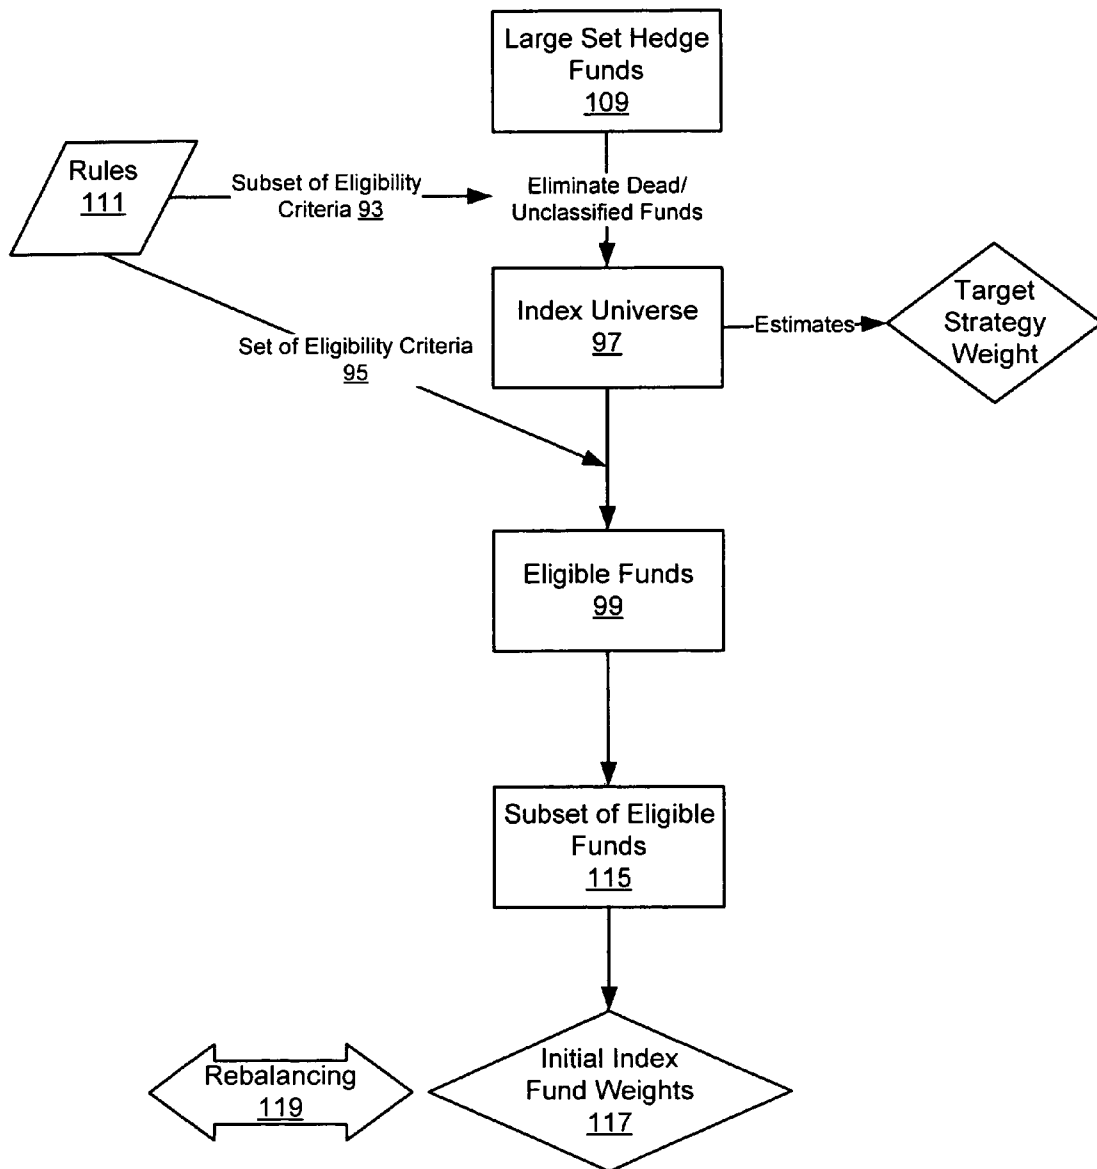 Large Set Hedge
Funds
109
Rules
111
Subset of Eligibility
Criteria 93
Eliminate Dead/
Unclassified Funds
Index Universe
97
Estimates
Target
Strategy
Weight
Set of Eligibility Criteria
95
Eligible Funds
99
Subset of Eligible
Funds
115
Initial Index
Fund Weights
117
Rebalancing
119